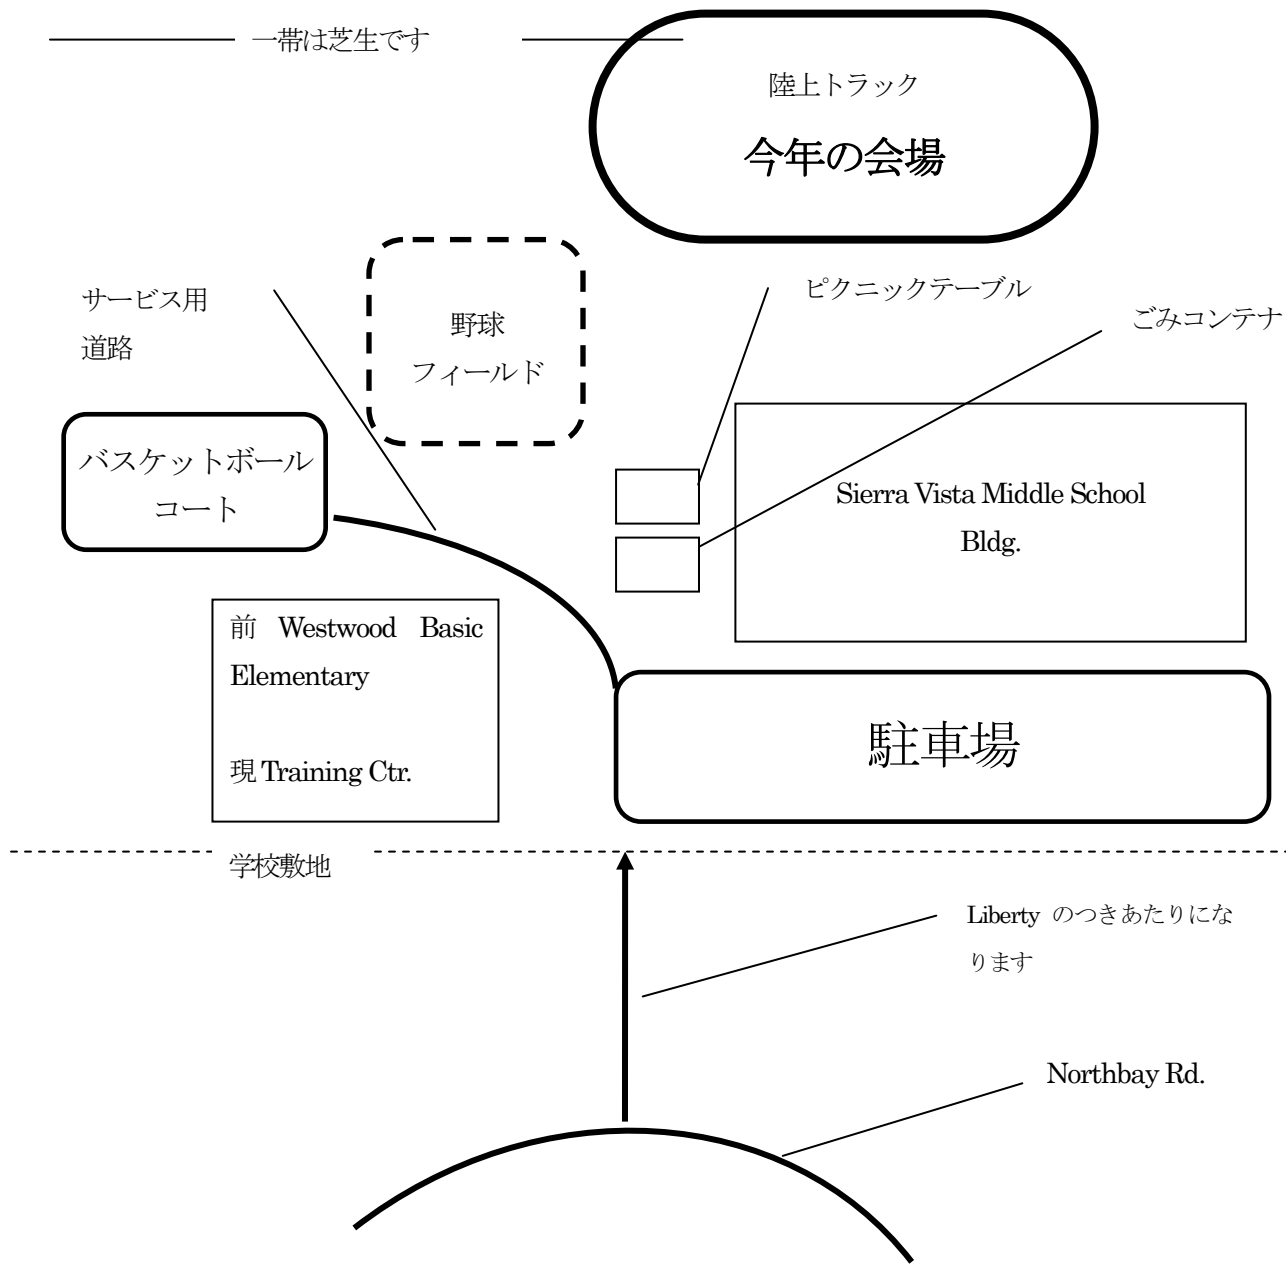 一帯は芝生です
陸上トラック
今年の会場
サービス用
道路
野球
フィールド
ピクニックテーブル
ごみコンテナ
バスケットボール
コート
Sierra Vista Middle School
Bldg.
前 Westwood Basic
Elementary
現 Training Ctr.
駐車場
学校敷地
Liberty のつきあたりにな
ります
Northbay Rd.